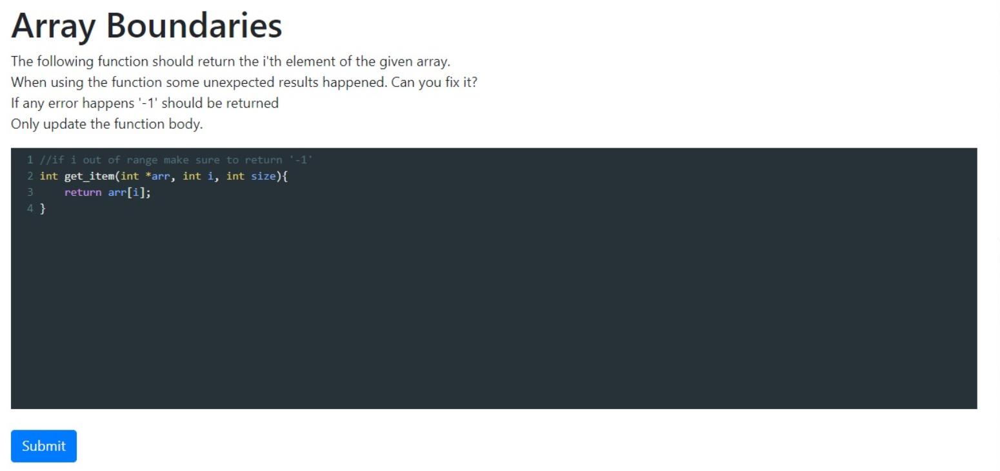 Array Boundaries
The following function should return the i'th element of the given array.
When using the function some unexpected results happened. Can you fix it?
If any error happens '-1' should be returned
Only update the function body.
1 //if i out of range make sure to return '-1'
2 int get_item(int *arr, int i, int size){
3     return arr[i];
4 }
Submit